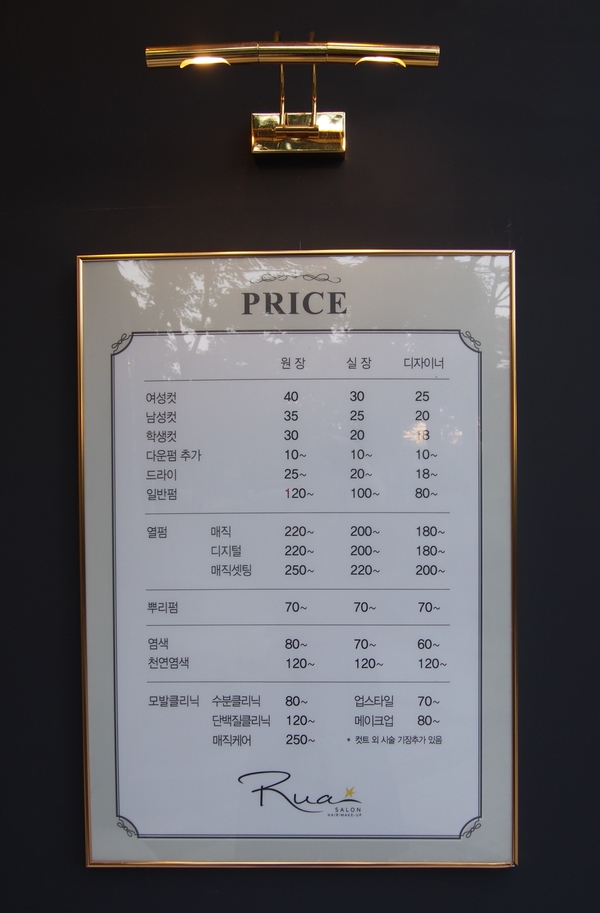 PRICE
원 장 실 장 디자이너
여성컷 40 30 25
남성컷 35 25 20
학생컷 30 20 18
다운펌 추가 10~ 10~ 10~
드라이 25~ 20~ 18~
일반펌 120~ 100~ 80~
열펌 매직 220~ 200~ 180~
디지털 220~ 200~ 180~
매직셋팅 250~ 220~ 200~
뿌리펌 70~ 70~ 70~
염색 80~ 70~ 60~
천연염색 120~ 120~ 120~
모발클리닉 수분클리닉 80~ 업스타일 70~
단백질클리닉 120~ 메이크업 80~
매직케어 250~ * 컷트 외 시술 기장추가 있음
Rua
SALON
HAIR/MAKE-UP